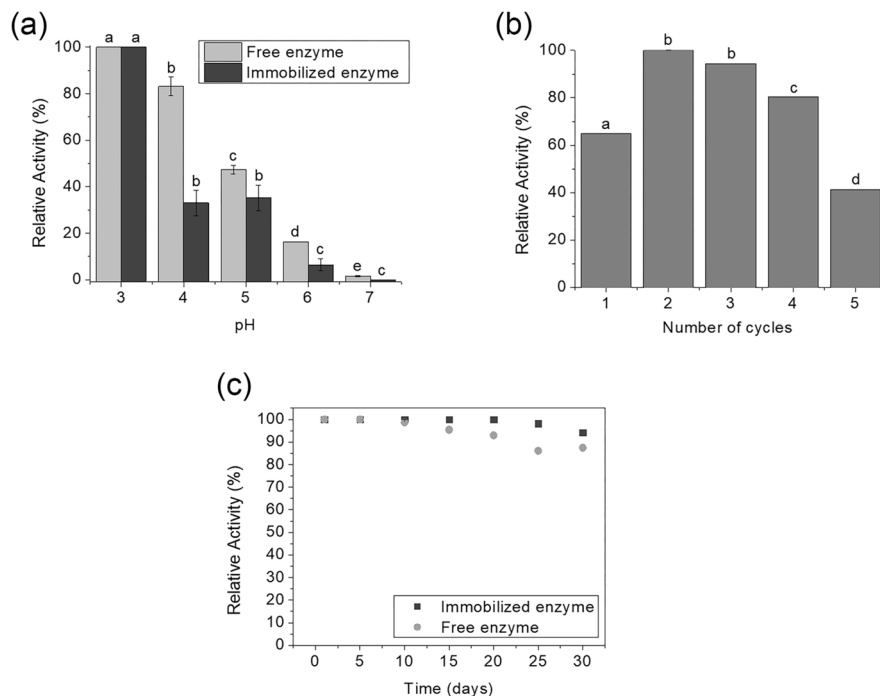 (a)
100
80
60
40
20
0
Relative Activity (%)
a a
b
b
c
b
d
c
e
c
Free enzyme
Immobilized enzyme
3 4 5 6 7
pH
(b)
100
80
60
40
20
0
Relative Activity (%)
a
b
b
c
d
1 2 3 4 5
Number of cycles
(c)
100
90
80
70
60
50
40
30
20
10
0
Relative Activity (%)
Immobilized enzyme
Free enzyme
0 5 10 15 20 25 30
Time (days)